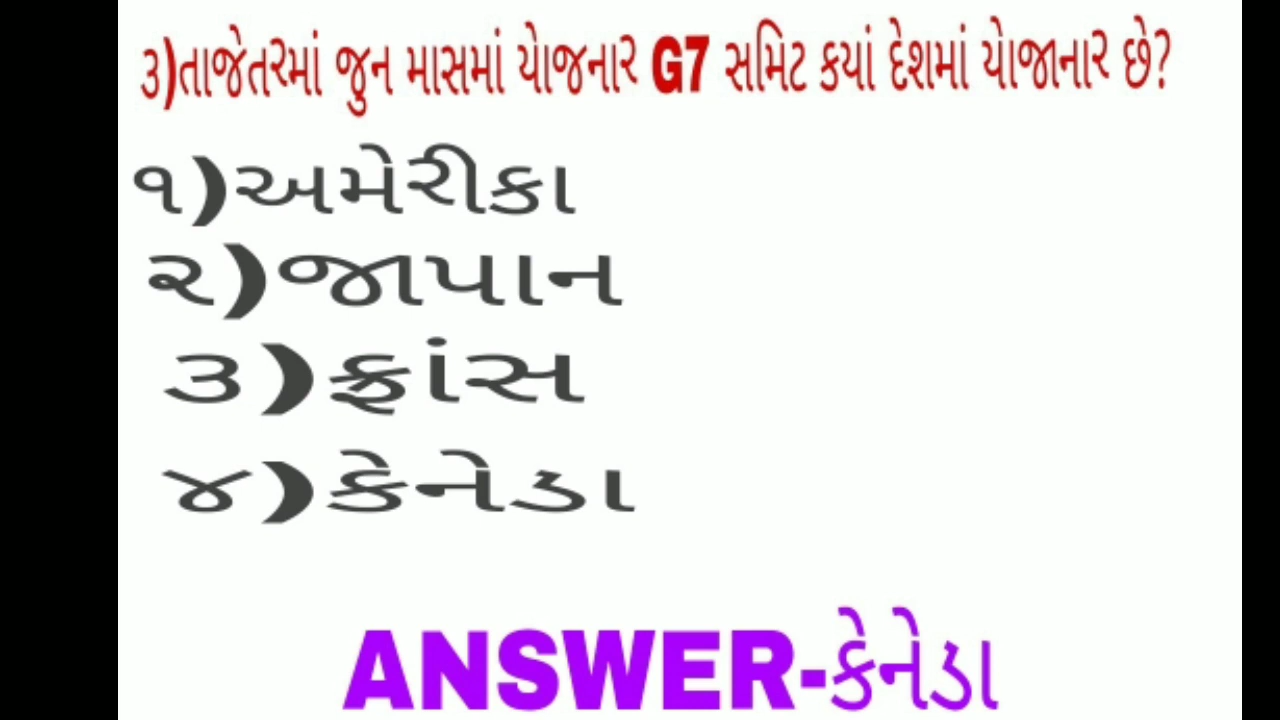 ૩)તાજેતરમાં જુન માસમાં યોજનાર G7 સમિટ કયાં દેશમાં યોજાનાર છે?
૧)અમેરીકા
૨)જાપાન
૩)ફ્રાંસ
૪)કેનેડા
ANSWER-કેનેડા